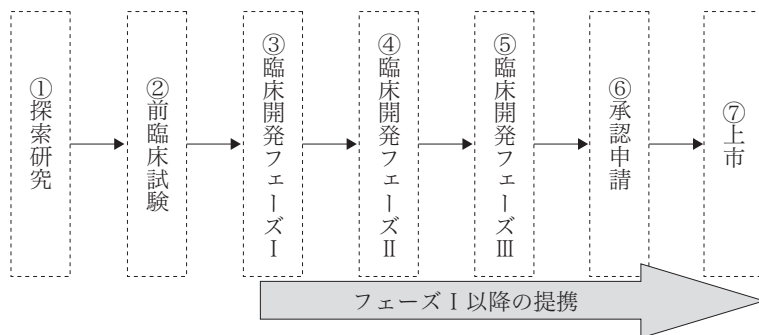 ①探索研究
②前臨床試験
③臨床開発フェーズⅠ
④臨床開発フェーズⅡ
⑤臨床開発フェーズⅢ
⑥承認申請
⑦上市
フェーズⅠ以降の提携